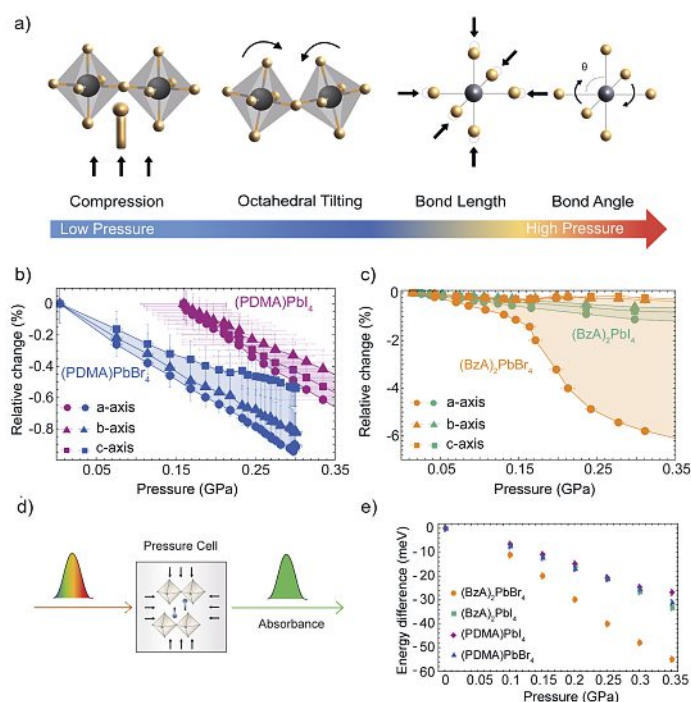 a)
θ
Compression
Octahedral Tilting
Bond Length
Bond Angle
Low Pressure
High Pressure
b)
Relative change (%)
0
-0.2
-0.4
-0.6
-0.8
(PDMA)PbI4
(PDMA)PbBr4
a-axis
b-axis
c-axis
0.05
0.15
0.25
0.35
Pressure (GPa)
c)
Relative change (%)
0
-2
-4
-6
(BzA)2PbI4
(BzA)2PbBr4
a-axis
b-axis
c-axis
0.05
0.15
0.25
0.35
Pressure (GPa)
d)
Pressure Cell
Absorbance
e)
Energy difference (meV)
0
-10
-20
-30
-40
-50
-60
(BzA)2PbBr4
(BzA)2PbI4
(PDMA)PbI4
(PDMA)PbBr4
0
0.1
0.15
0.2
0.25
0.3
0.35
Pressure (GPa)